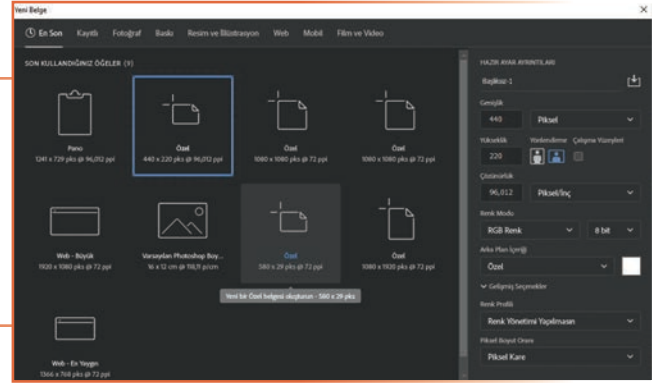 Yeni Belge
En Son Kayıtlı Fotoğraf Baskı Resim ve İllüstrasyon Web Mobil Film ve Video
SON KULLANDIĞINIZ ÖĞELER (9)
Pano
1241 x 729 pks @ 96,012 ppi
Özel
440 x 220 pks @ 96,012 ppi
Özel
1080 x 1080 pks @ 72 ppi
Özel
1080 x 1080 pks @ 72 ppi
Web - Büyük
1920 x 1080 pks @ 72 ppi
Varsayılan Photoshop Boy...
16 x 12 cm @ 118,11 p/cm
Özel
580 x 29 pks @ 72 ppi
Özel
1080 x 1920 pks @ 72 ppi
Yeni bir Özel belgesi oluşturun - 580 x 29 pks
Web - En Yaygın
1366 x 768 pks @ 72 ppi
HAZIR AYAR AYRINTILARI
Başlıksız-1
Genişlik
440 Piksel
Yükseklik Yönlendirme Çalışma Yüzeyleri
220
Çözünürlük
96,012 Piksel/İnç
Renk Modu
RGB Renk 8 bit
Arka Plan İçeriği
Özel
Gelişmiş Seçenekler
Renk Profili
Renk Yönetimi Yapılmasın
Piksel Boyut Oranı
Piksel Kare